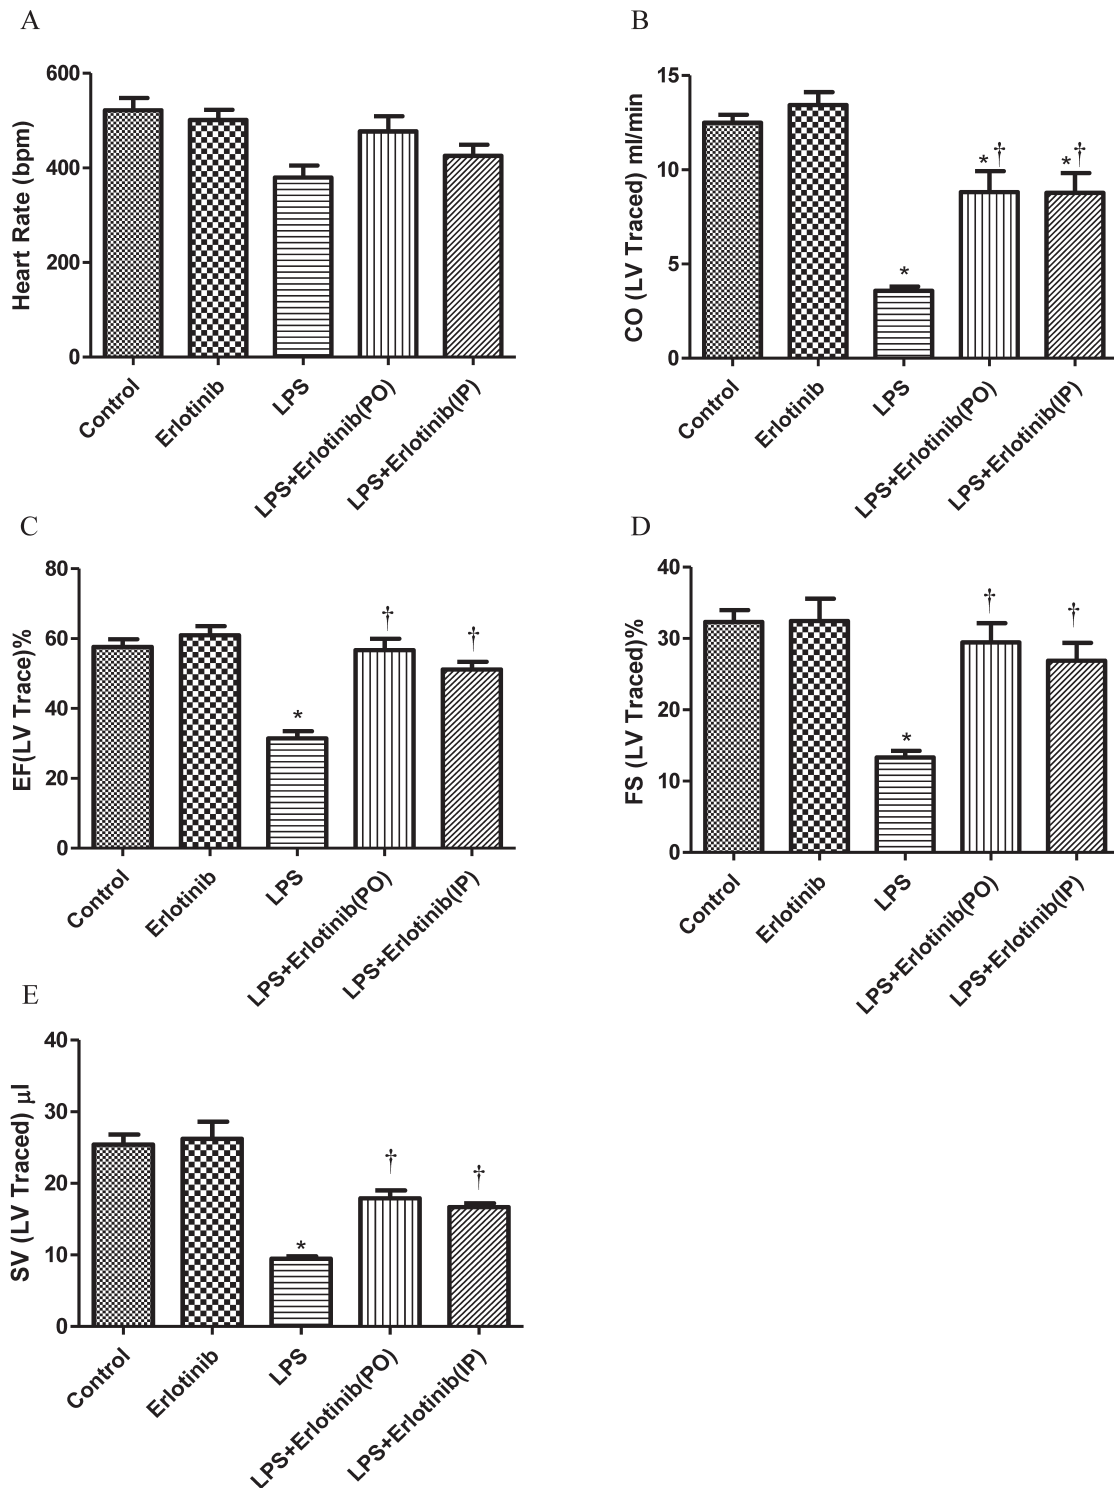 A
Heart Rate (bpm)
600
400
200
0
Control
Erlotinib
LPS
LPS+Erlotinib(PO)
LPS+Erlotinib(IP)
B
CO (LV Traced) ml/min
15
10
5
0
*
*†
*†
Control
Erlotinib
LPS
LPS+Erlotinib(PO)
LPS+Erlotinib(IP)
C
EF(LV Trace)%
80
60
40
20
0
*
†
†
Control
Erlotinib
LPS
LPS+Erlotinib(PO)
LPS+Erlotinib(IP)
D
FS (LV Traced)%
40
30
20
10
0
*
†
†
Control
Erlotinib
LPS
LPS+Erlotinib(PO)
LPS+Erlotinib(IP)
E
SV (LV Traced) µl
40
30
20
10
0
*
†
†
Control
Erlotinib
LPS
LPS+Erlotinib(PO)
LPS+Erlotinib(IP)